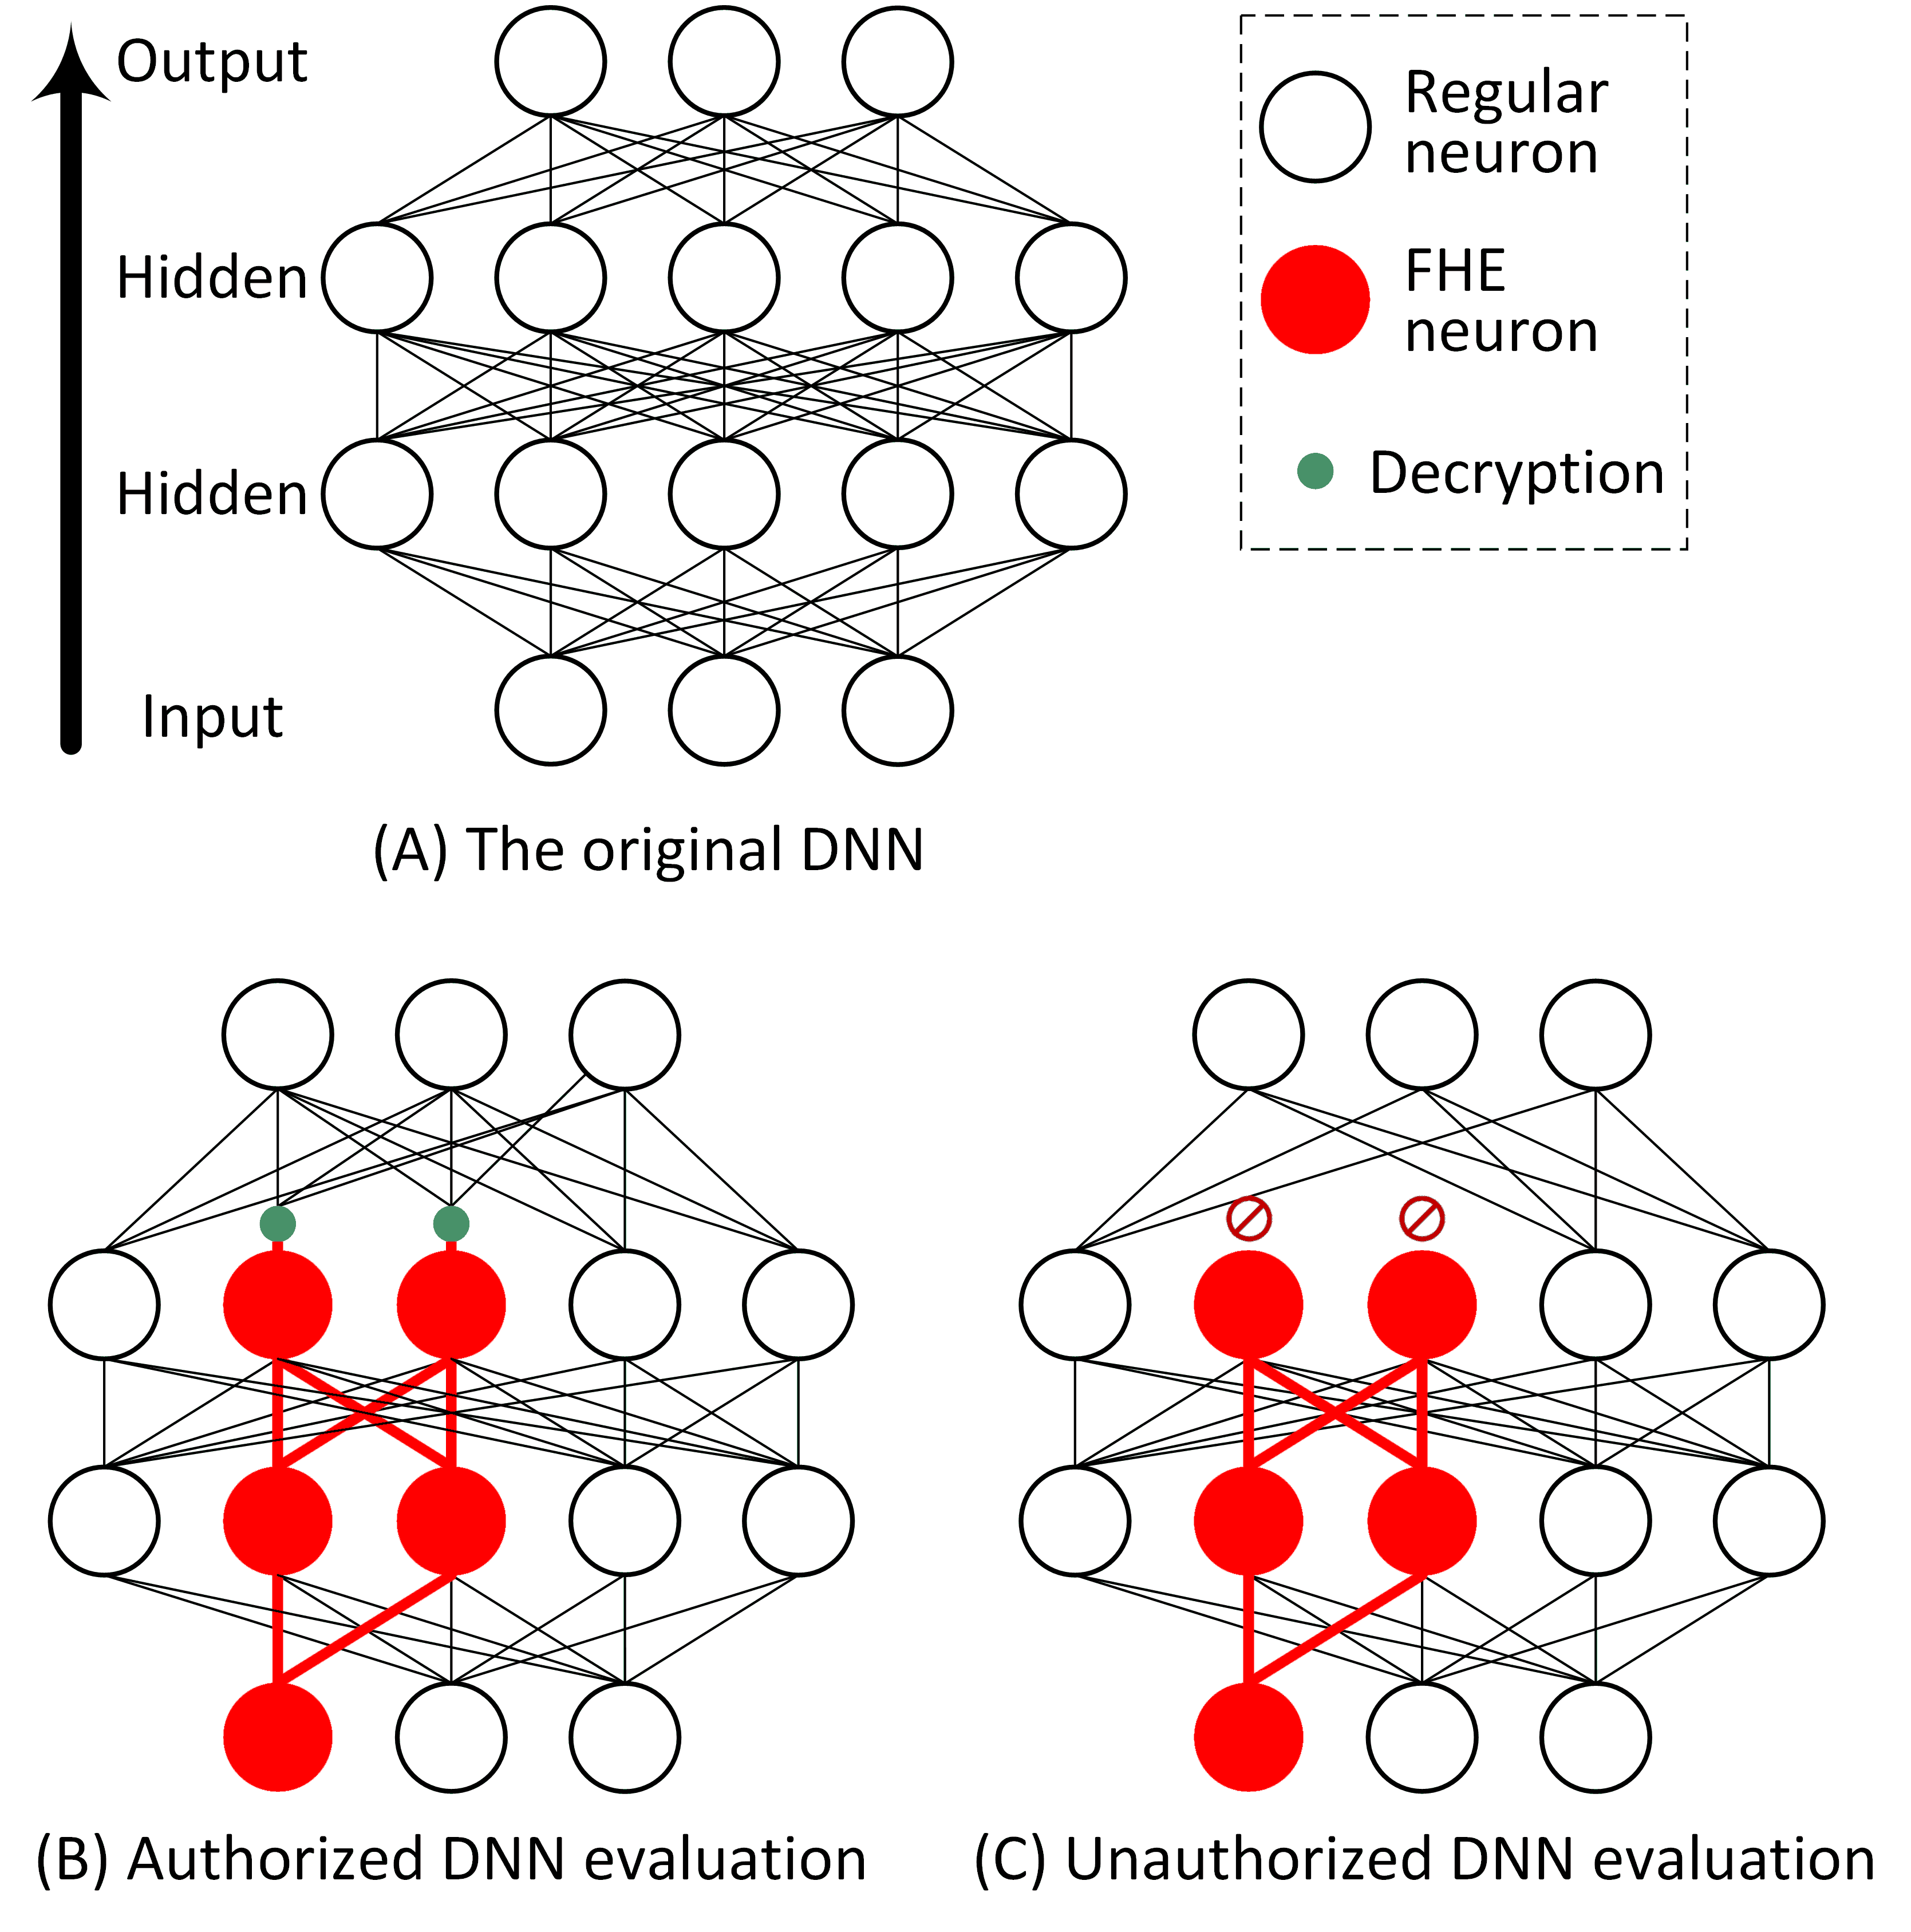 Output
Hidden
Hidden
Input
(A) The original DNN
Regular
neuron
FHE
neuron
Decryption
(B) Authorized DNN evaluation
(C) Unauthorized DNN evaluation